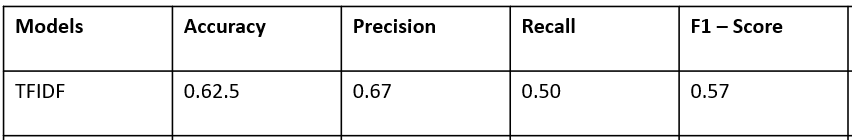 Models Accuracy Precision Recall F1 – Score
TFIDF 0.62.5 0.67 0.50 0.57